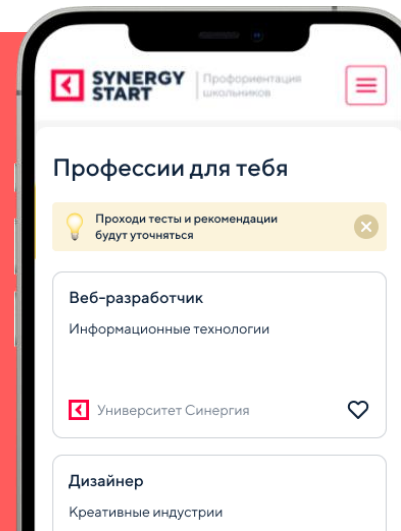 SYNERGY
START
Профориентация
школьников
Профессии для тебя
Проходи тесты и рекомендации
будут уточняться
Веб-разработчик
Информационные технологии
Университет Синергия
Дизайнер
Креативные индустрии